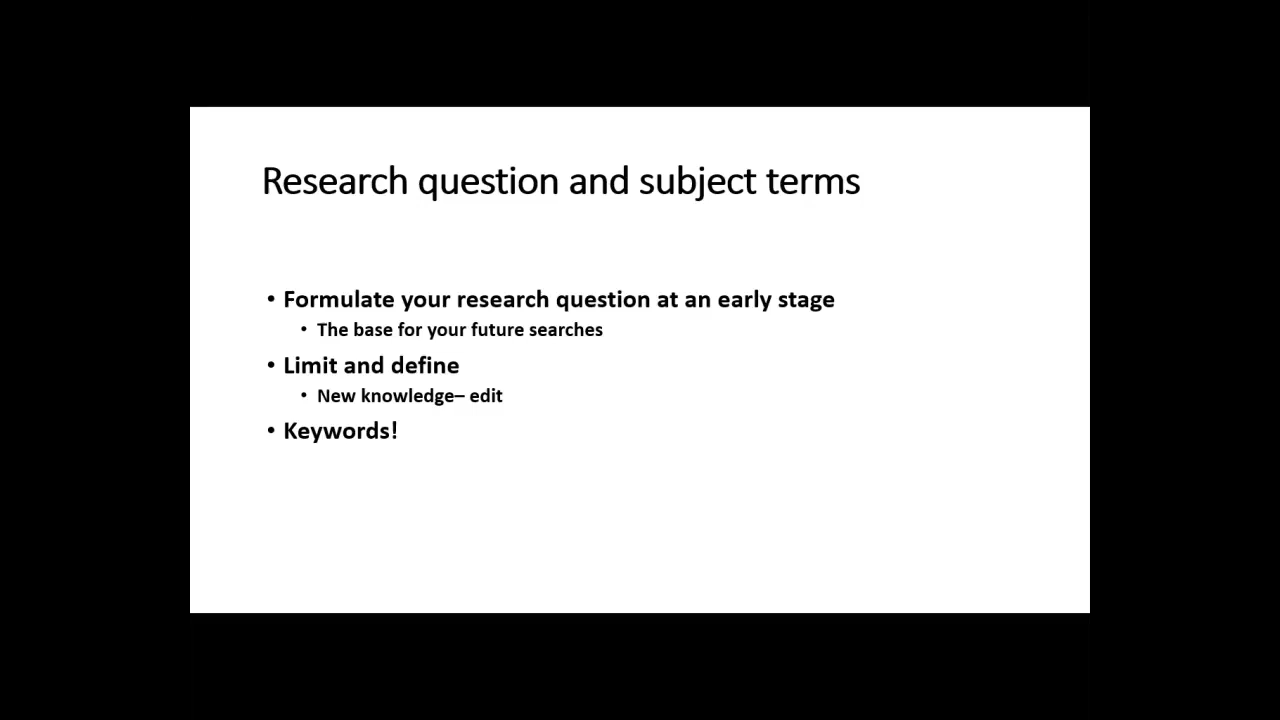 Research question and subject terms
• Formulate your research question at an early stage
• The base for your future searches
• Limit and define
• New knowledge– edit
• Keywords!